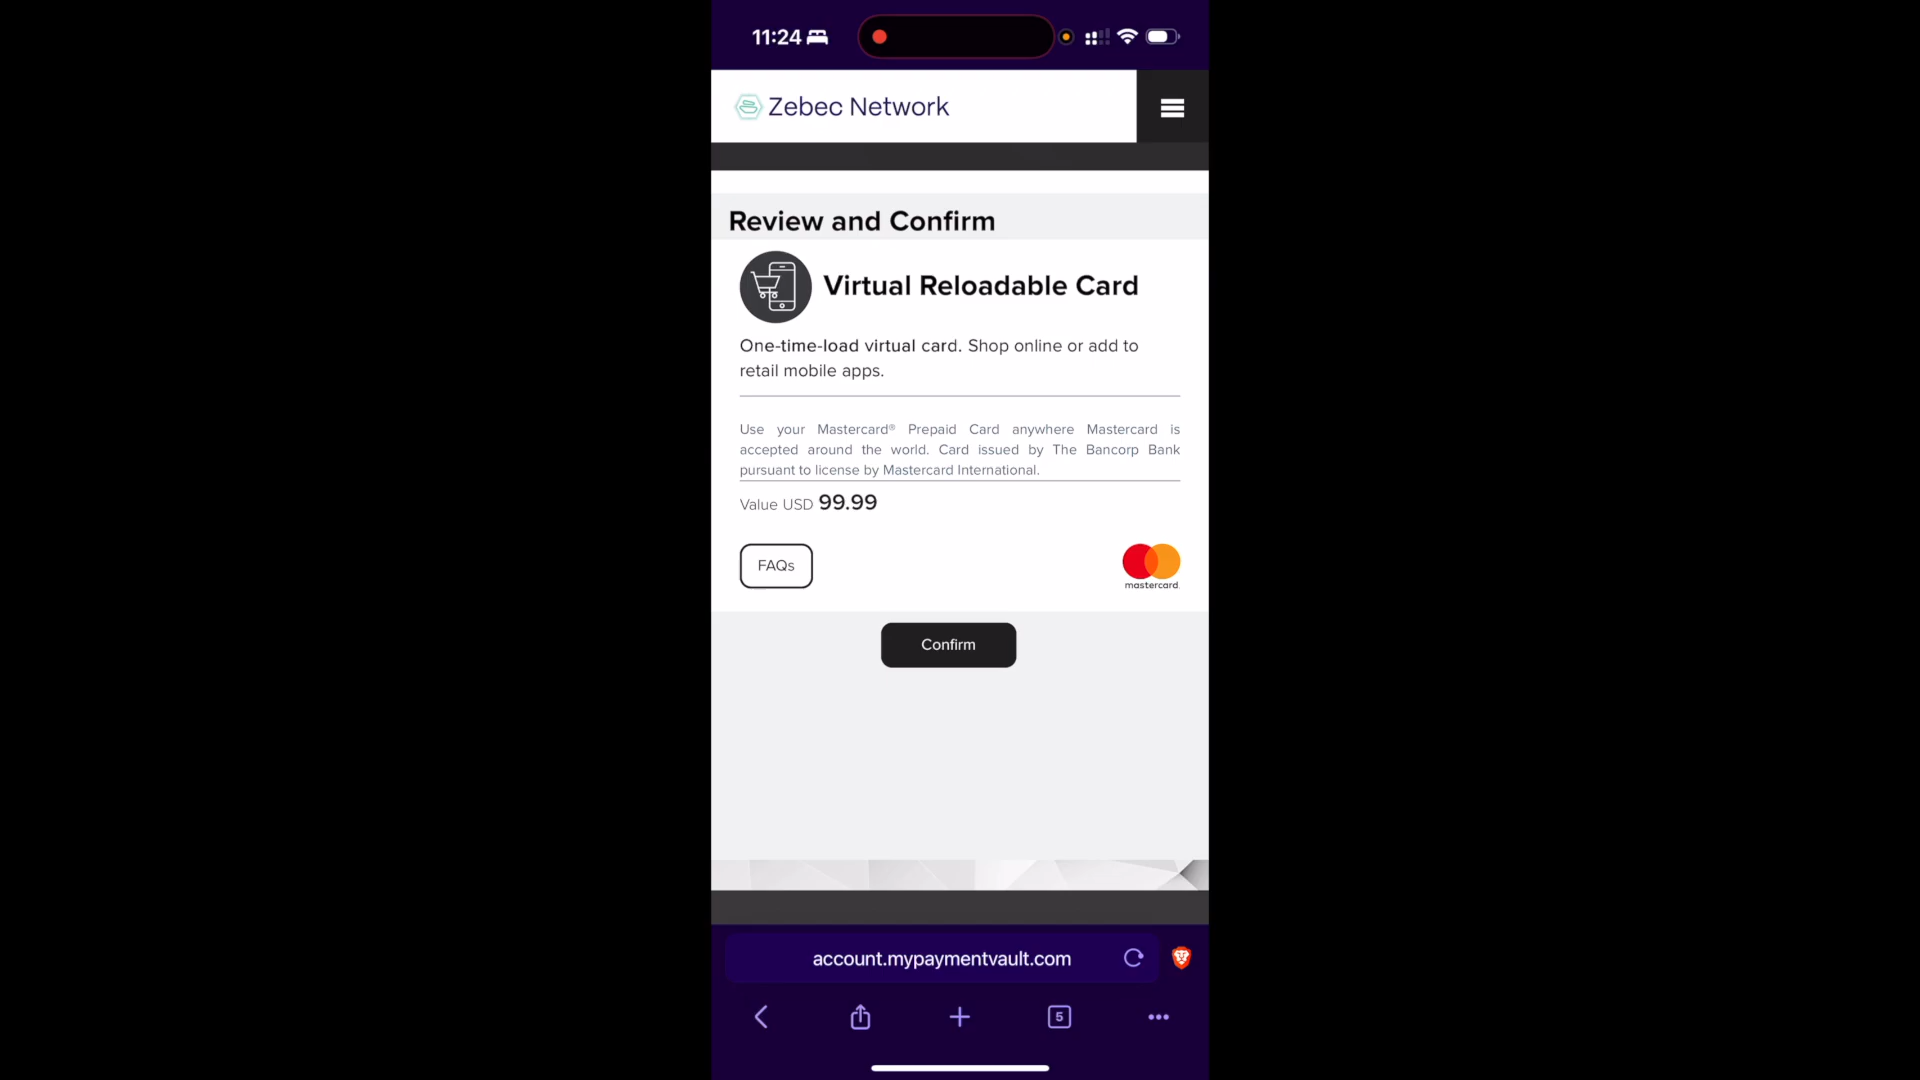 11:24
Zebec Network
Review and Confirm
Virtual Reloadable Card
One-time-load virtual card. Shop online or add to
retail mobile apps.
Use your Mastercard® Prepaid Card anywhere Mastercard is
accepted around the world. Card issued by The Bancorp Bank
pursuant to license by Mastercard International.
Value USD 99.99
FAQs
mastercard.
Confirm
account.mypaymentvault.com
5